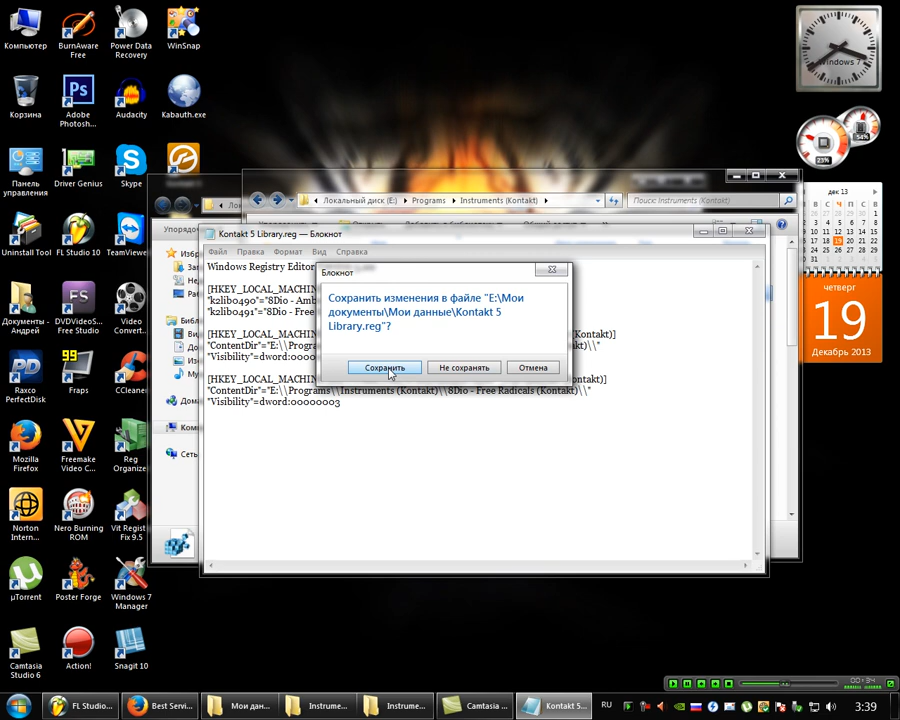 Компьютер
BurnAware Free
Power Data Recovery
WinSnap
Корзина
Adobe Photosh...
Audacity
Kabauth.exe
Панель управления
Driver Genius
Skype
Uninstall Tool
FL Studio 10
TeamViewer
Документы - Андрей
DVDVideoS... Free Studio
Video Convert...
Raxco PerfectDisk
Fraps
CCleaner
Mozilla Firefox
Freemake Video C...
Reg Organizer
Norton Intern...
Nero Burning ROM
Vit Registry Fix 9.5
µTorrent
Poster Forge
Windows 7 Manager
Camtasia Studio 6
Action!
Snagit 10
Windows 7
23%
54%
дек 13
П В С Ч П С В
19
четверг
19
Декабрь 2013
Локальный диск (E:)
Programs
Instruments (Kontakt)
Поиск: Instruments (Kontakt)
Kontakt 5 Library.reg — Блокнот
Файл Правка Формат Вид Справка
Windows Registry Editor
[HKEY_LOCAL_MACHIN
"k2lib0490"="8Dio - Amb
"k2lib0491"="8Dio - Free
[HKEY_LOCAL_MACHIN
(Kontakt)]
"ContentDir"="E:\\Progra
"Visibility"=dword:0000
[HKEY_LOCAL_MACHIN
ntakt)]
"ContentDir"="E:\\Programs\\Instruments (Kontakt)\\8Dio - Free Radicals (Kontakt)\\"
"Visibility"=dword:00000003
Блокнот
Сохранить изменения в файле "E:\Мои
документы\Мои данные\Kontakt 5
Library.reg"?
Сохранить
Не сохранять
Отмена
00:34
FL Studio...
Best Servi...
Мои дан...
Instrume...
Instrume...
Camtasia ...
Kontakt 5...
RU
3:39